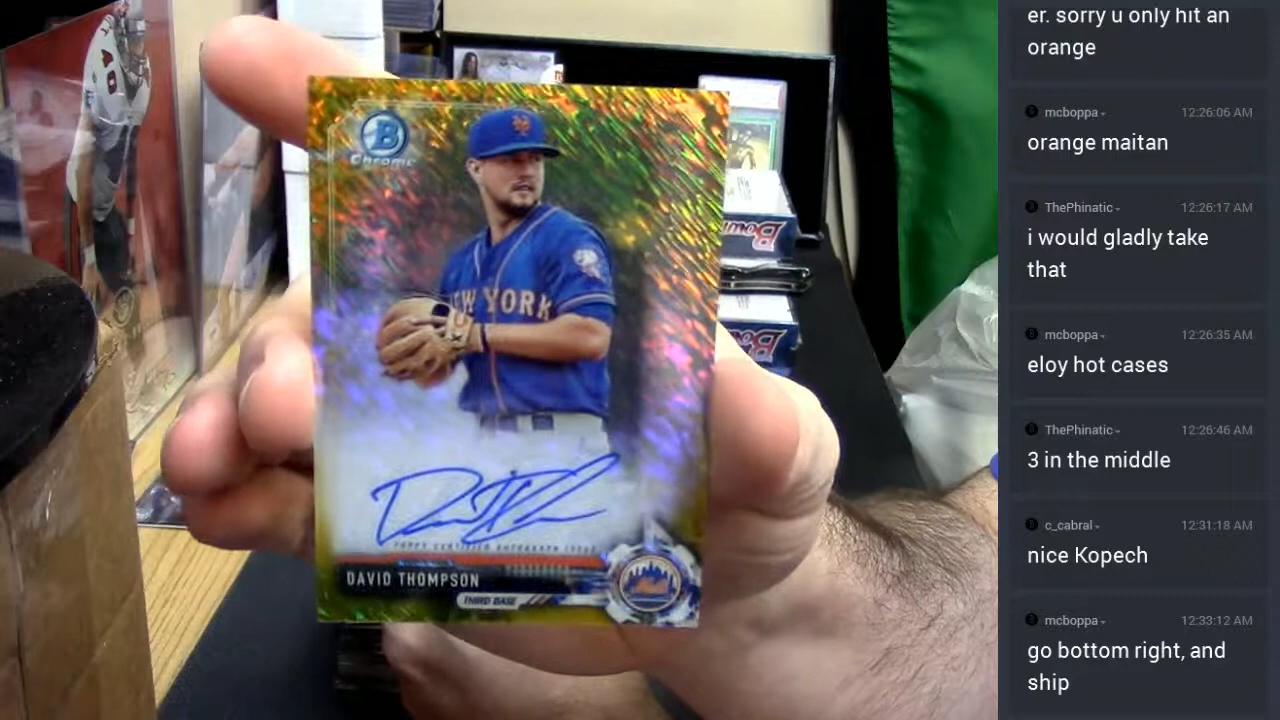 B
Chrome
NEW YORK
TOPPS CERTIFIED AUTOGRAPH ISSUE
DAVID THOMPSON
THIRD BASE
er. sorry u only hit an
orange
mcboppa 12:26:06 AM
orange maitan
ThePhinatic 12:26:17 AM
i would gladly take
that
mcboppa 12:26:35 AM
eloy hot cases
ThePhinatic 12:26:46 AM
3 in the middle
c_cabral 12:31:18 AM
nice Kopech
mcboppa 12:33:12 AM
go bottom right, and
ship